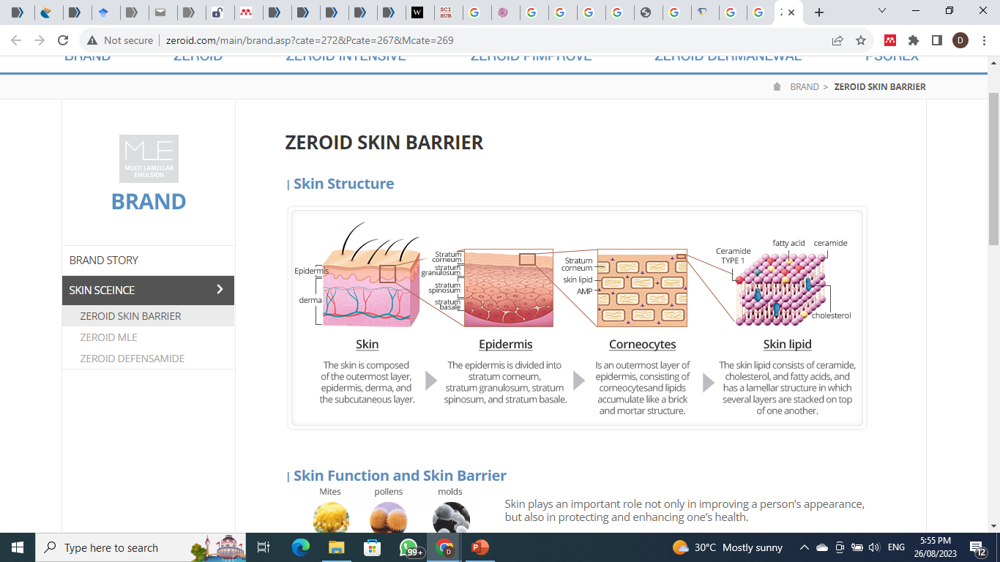 W
SCI
HUB
Not secure
zeroid.com/main/brand.asp?cate=272&Pcate=267&Mcate=269
D
BRAND ZEROID ZEROID INTENSIVE ZEROID PIMPROVE ZEROID DERMANEWAL PSOREX
BRAND > ZEROID SKIN BARRIER
MLE
MULTI LAMELLAR
EMULSION
BRAND
BRAND STORY
SKIN SCEINCE
ZEROID SKIN BARRIER
ZEROID MLE
ZEROID DEFENSAMIDE
ZEROID SKIN BARRIER
Skin Structure
Epidermis
derma
Stratum
corneum
stratum
granulosum
stratum
spinosum
stratum
basale
Stratum
corneum
skin lipid
AMP
fatty acid
ceramide
Ceramide
TYPE 1
cholesterol
Skin
The skin is composed
of the outermost layer,
epidermis, derma, and
the subcutaneous layer.
Epidermis
The epidermis is divided into
stratum corneum,
stratum granulosum, stratum
spinosum, and stratum basale.
Corneocytes
Is an outermost layer of
epidermis, consisting of
corneocytesand lipids
accumulate like a brick
and mortar structure.
Skin lipid
The skin lipid consists of ceramide,
cholesterol, and fatty acids, and
has a lamellar structure in which
several layers are stacked on top
of one another.
Skin Function and Skin Barrier
Mites
pollens
molds
Skin plays an important role not only in improving a person's appearance,
but also in protecting and enhancing one's health.
Type here to search
99+
D
P
30°C Mostly sunny
ENG
5:55 PM
26/08/2023
12